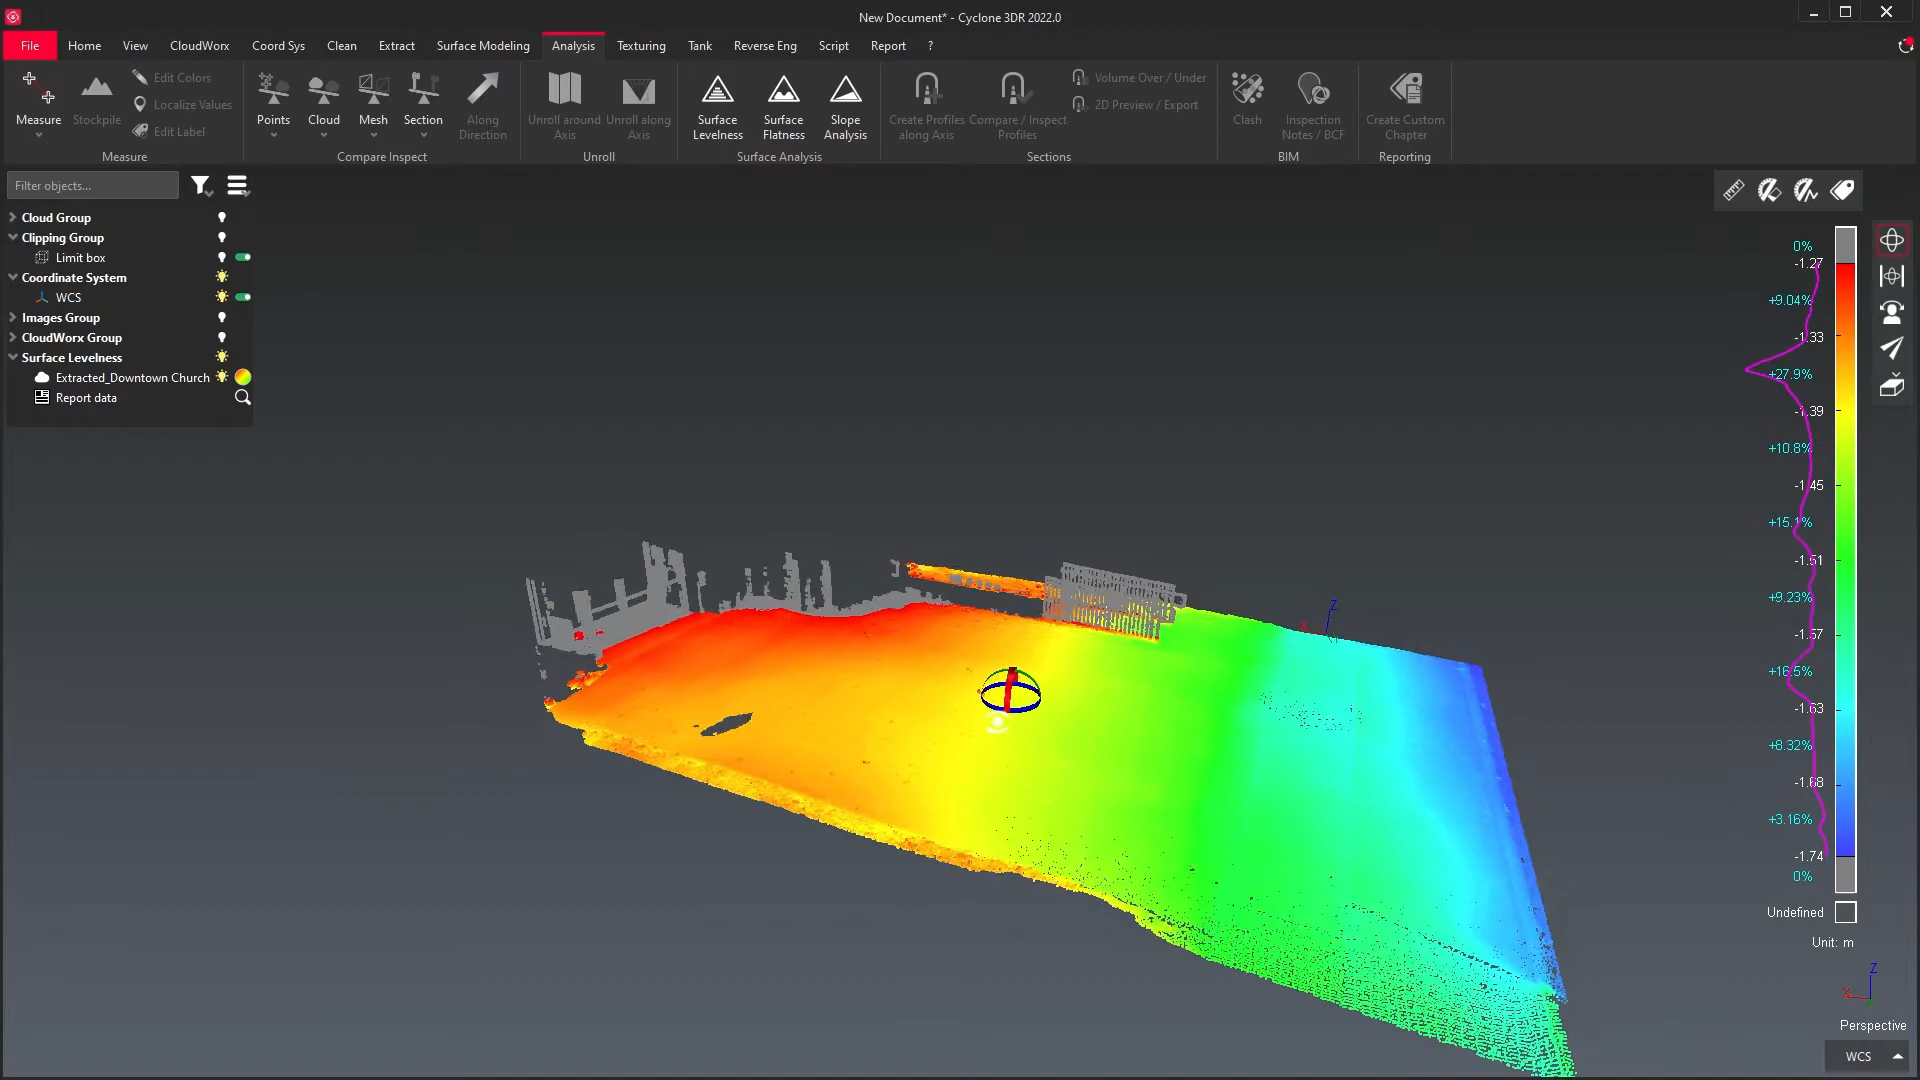 New Document* - Cyclone 3DR 2022.0
File Home View CloudWorx Coord Sys Clean Extract Surface Modeling Analysis Texturing Tank Reverse Eng Script Report ?
Measure
Stockpile
Edit Colors
Localize Values
Edit Label
Measure
Points
Cloud
Mesh
Section
Along
Direction
Compare Inspect
Unroll around
Axis
Unroll along
Axis
Unroll
Surface
Levelness
Surface
Flatness
Slope
Analysis
Surface Analysis
Create Profiles
along Axis
Compare / Inspect
Profiles
Volume Over / Under
2D Preview / Export
Sections
Clash
Inspection
Notes / BCF
BIM
Create Custom
Chapter
Reporting
Filter objects...
Cloud Group
Clipping Group
Limit box
Coordinate System
WCS
Images Group
CloudWorx Group
Surface Levelness
Extracted_Downtown Church
Report data
0%
-1.27
+9.04%
-1.33
+27.9%
-1.39
+10.8%
-1.45
+15.1%
-1.51
+9.23%
-1.57
+16.5%
-1.63
+8.32%
-1.68
+3.16%
-1.74
0%
Undefined
Unit: m
Z
Z
X
Perspective
WCS